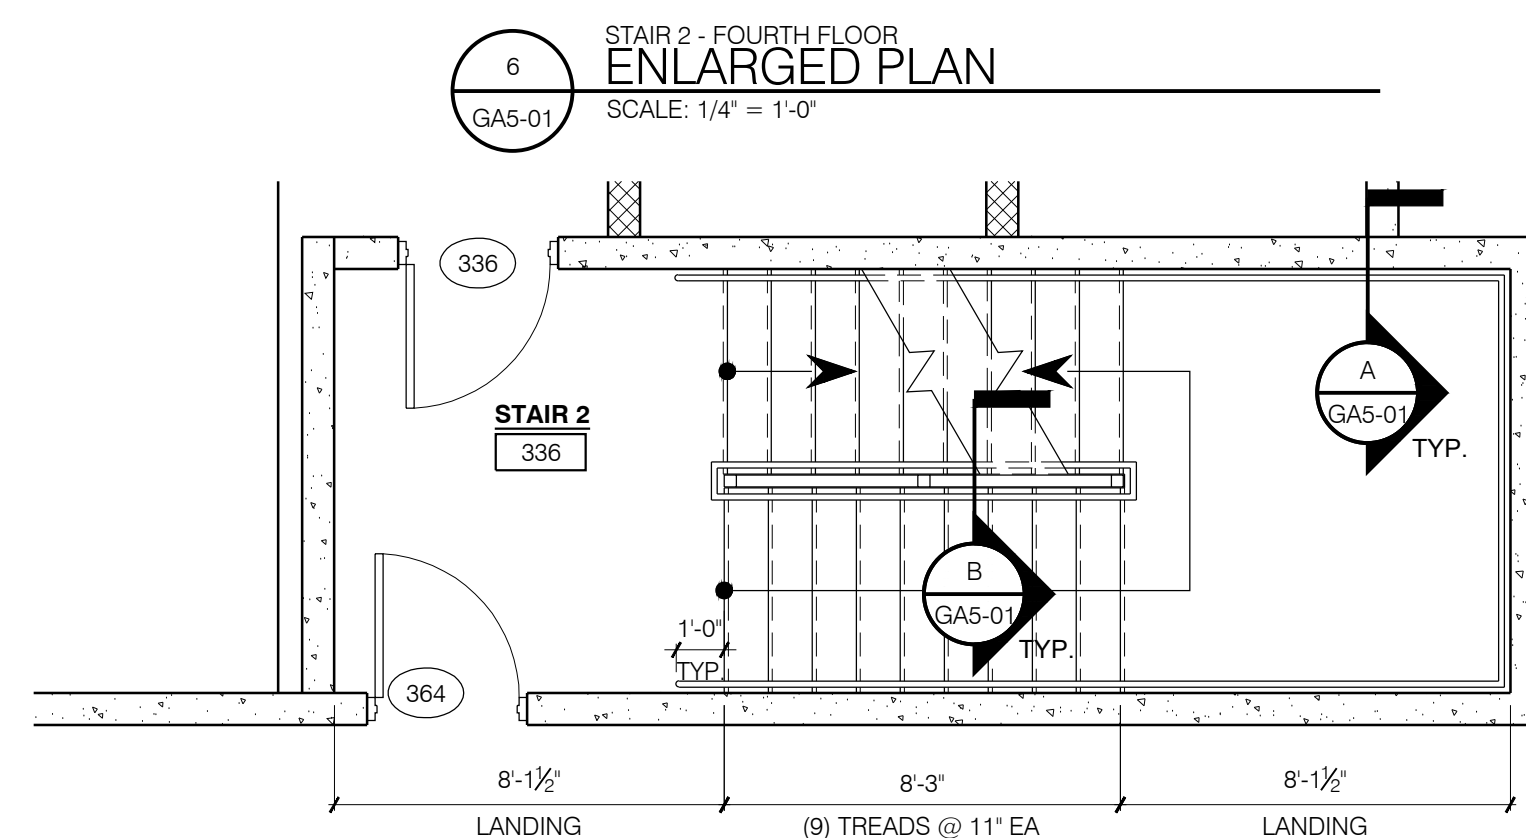 6
GA5-01
STAIR 2 - FOURTH FLOOR
ENLARGED PLAN
SCALE: 1/4" = 1'-0"
336
A
GA5-01
TYP.
STAIR 2
336
B
GA5-01
TYP.
1'-0"
TYP.
364
8'-1½"
8'-3"
8'-1½"
LANDING
(9) TREADS @ 11" EA
LANDING